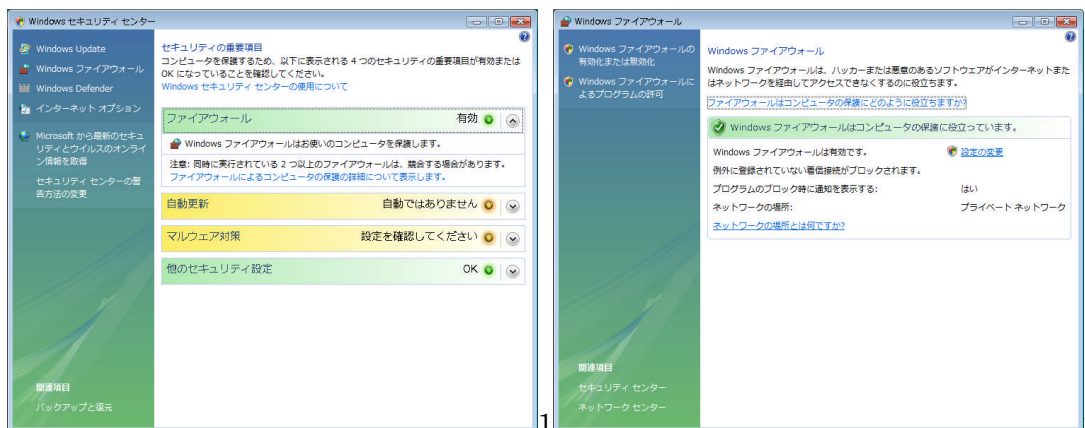 Windows セキュリティ センター
Windows Update
Windows ファイアウォール
Windows Defender
インターネット オプション
Microsoft から最新のセキュ
リティとウイルスのオンライ
ン情報を取得
セキュリティ センターの警
告方法の変更
関連項目
バックアップと復元
セキュリティの重要項目
コンピュータを保護するため、以下に表示される 4 つのセキュリティの重要項目が有効または
OK になっていることを確認してください。
Windows セキュリティ センターの使用について
ファイアウォール 有効
Windows ファイアウォールはお使いのコンピュータを保護します。
注意: 同時に実行されている 2 つ以上のファイアウォールは、競合する場合があります。
ファイアウォールによるコンピュータの保護の詳細について表示します。
自動更新 自動ではありません
マルウェア対策 設定を確認してください
他のセキュリティ設定 OK
1
Windows ファイアウォール
Windows ファイアウォールの
有効化または無効化
Windows ファイアウォールに
よるプログラムの許可
関連項目
セキュリティ センター
ネットワーク センター
Windows ファイアウォール
Windows ファイアウォールは、ハッカーまたは悪意のあるソフトウェアがインターネットまた
はネットワークを経由してアクセスできなくするのに役立ちます。
ファイアウォールはコンピュータの保護にどのように役立ちますか?
Windows ファイアウォールはコンピュータの保護に役立っています。
Windows ファイアウォールは有効です。 設定の変更
例外に登録されていない着信接続がブロックされます。
プログラムのブロック時に通知を表示する: はい
ネットワークの場所: プライベート ネットワーク
ネットワークの場所とは何ですか?